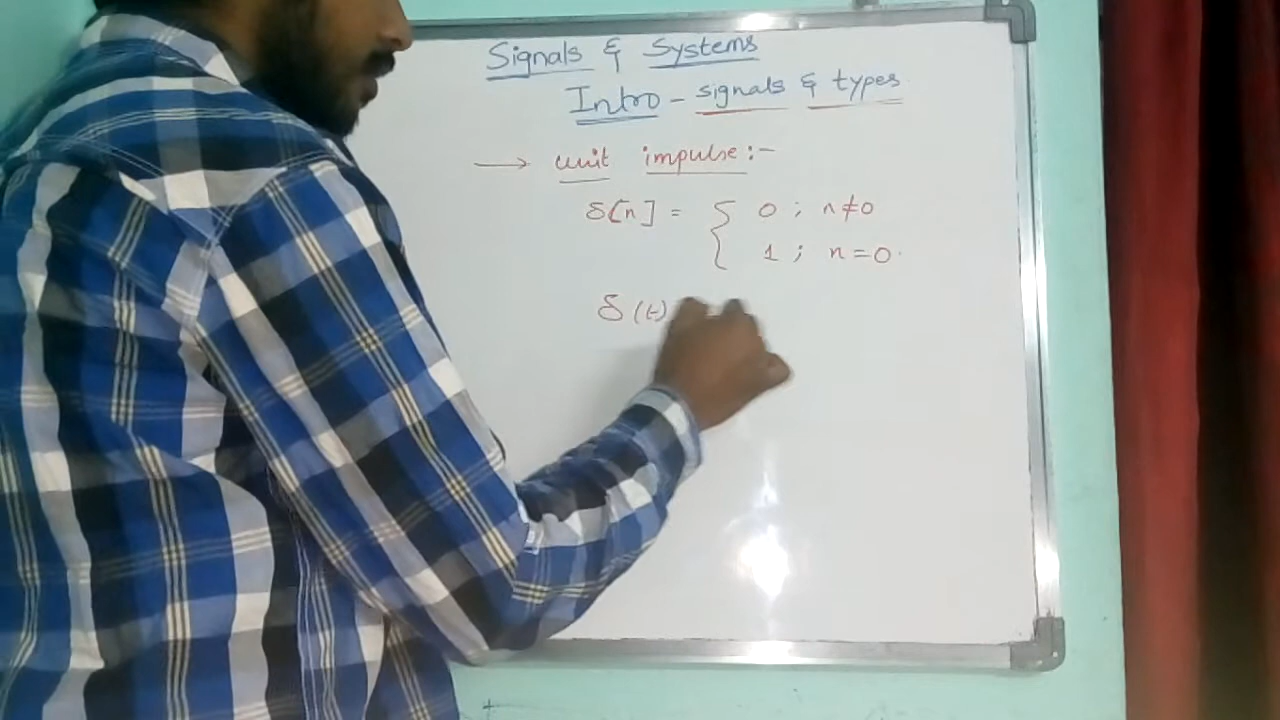 Signals & Systems
Intro - signals & types
→ unit impulse:-
δ[n] = { 0 ; n≠0
1 ; n=0.
δ(t)